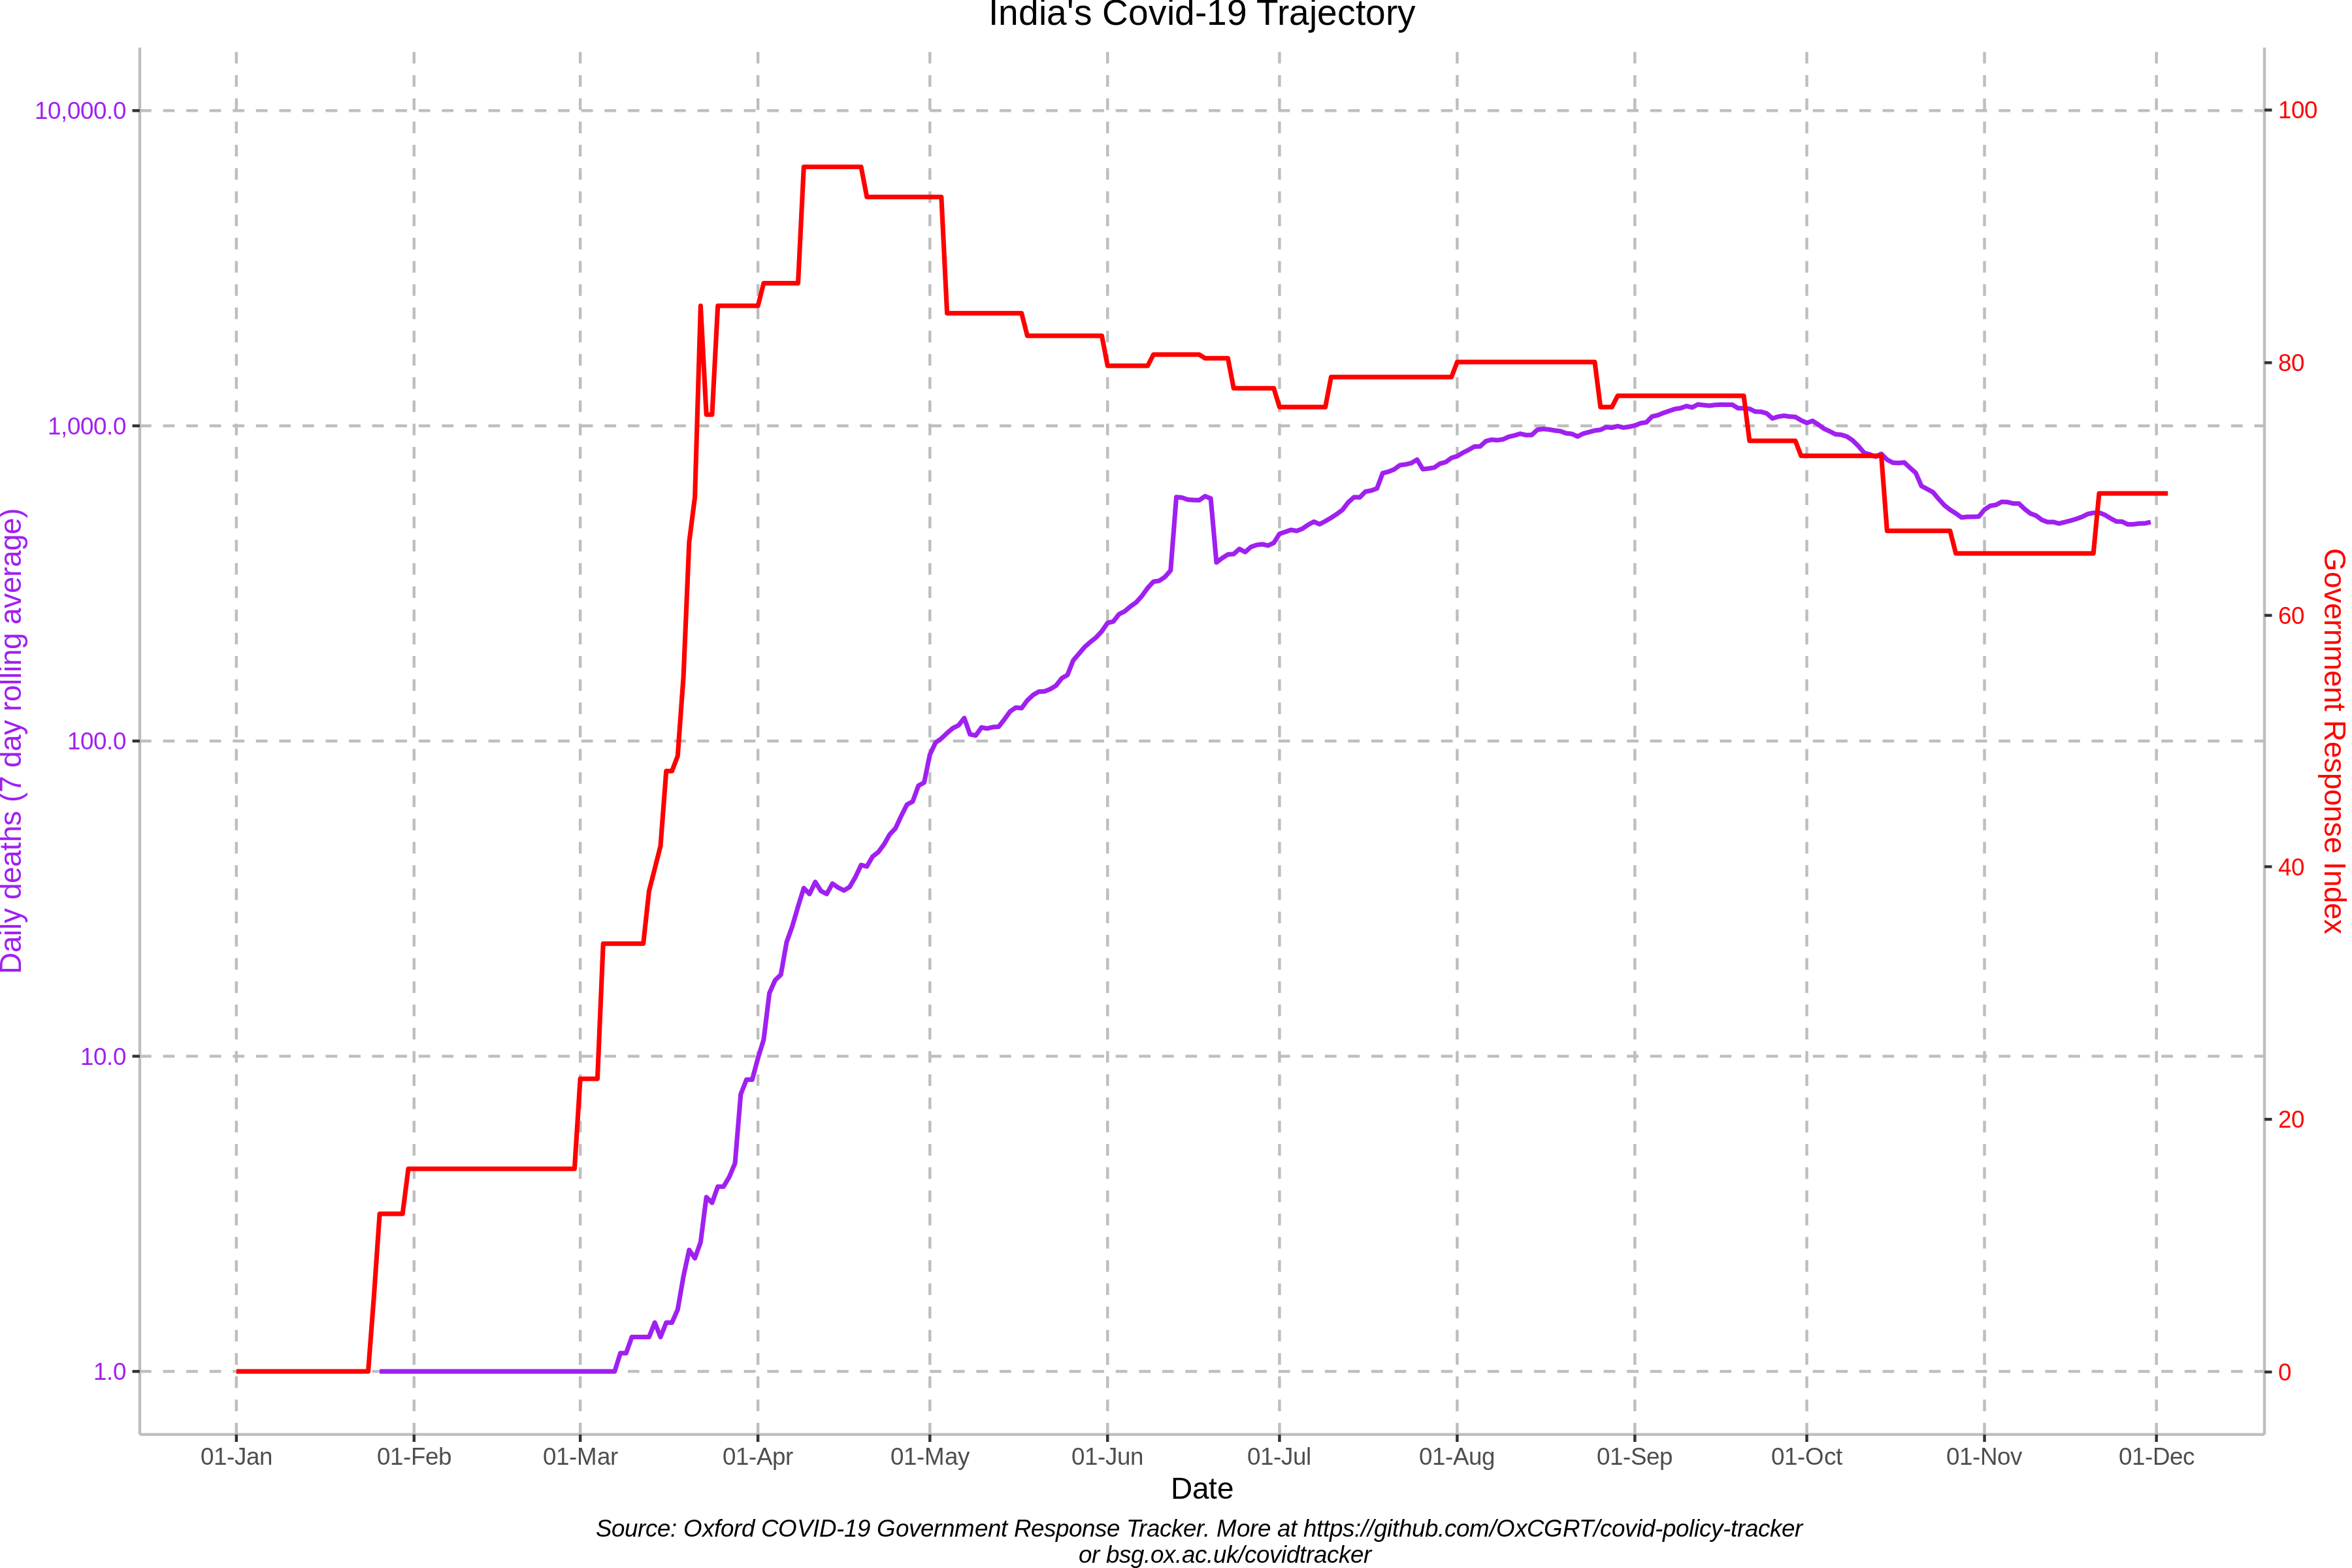 India's Covid-19 Trajectory
10,000.0
1,000.0
100.0
10.0
1.0
Daily deaths (7 day rolling average)
100
80
60
40
20
0
Government Response Index
01-Jan 01-Feb 01-Mar 01-Apr 01-May 01-Jun 01-Jul 01-Aug 01-Sep 01-Oct 01-Nov 01-Dec
Date
Source: Oxford COVID-19 Government Response Tracker. More at https://github.com/OxCGRT/covid-policy-tracker
or bsg.ox.ac.uk/covidtracker